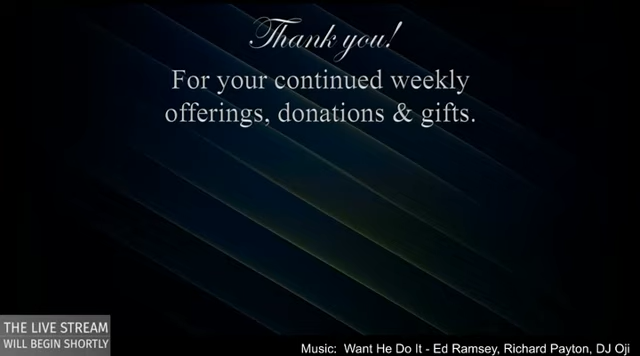 Thank you!
For your continued weekly
offerings, donations & gifts.
THE LIVE STREAM
WILL BEGIN SHORTLY
Music:  Want He Do It - Ed Ramsey, Richard Payton, DJ Oji